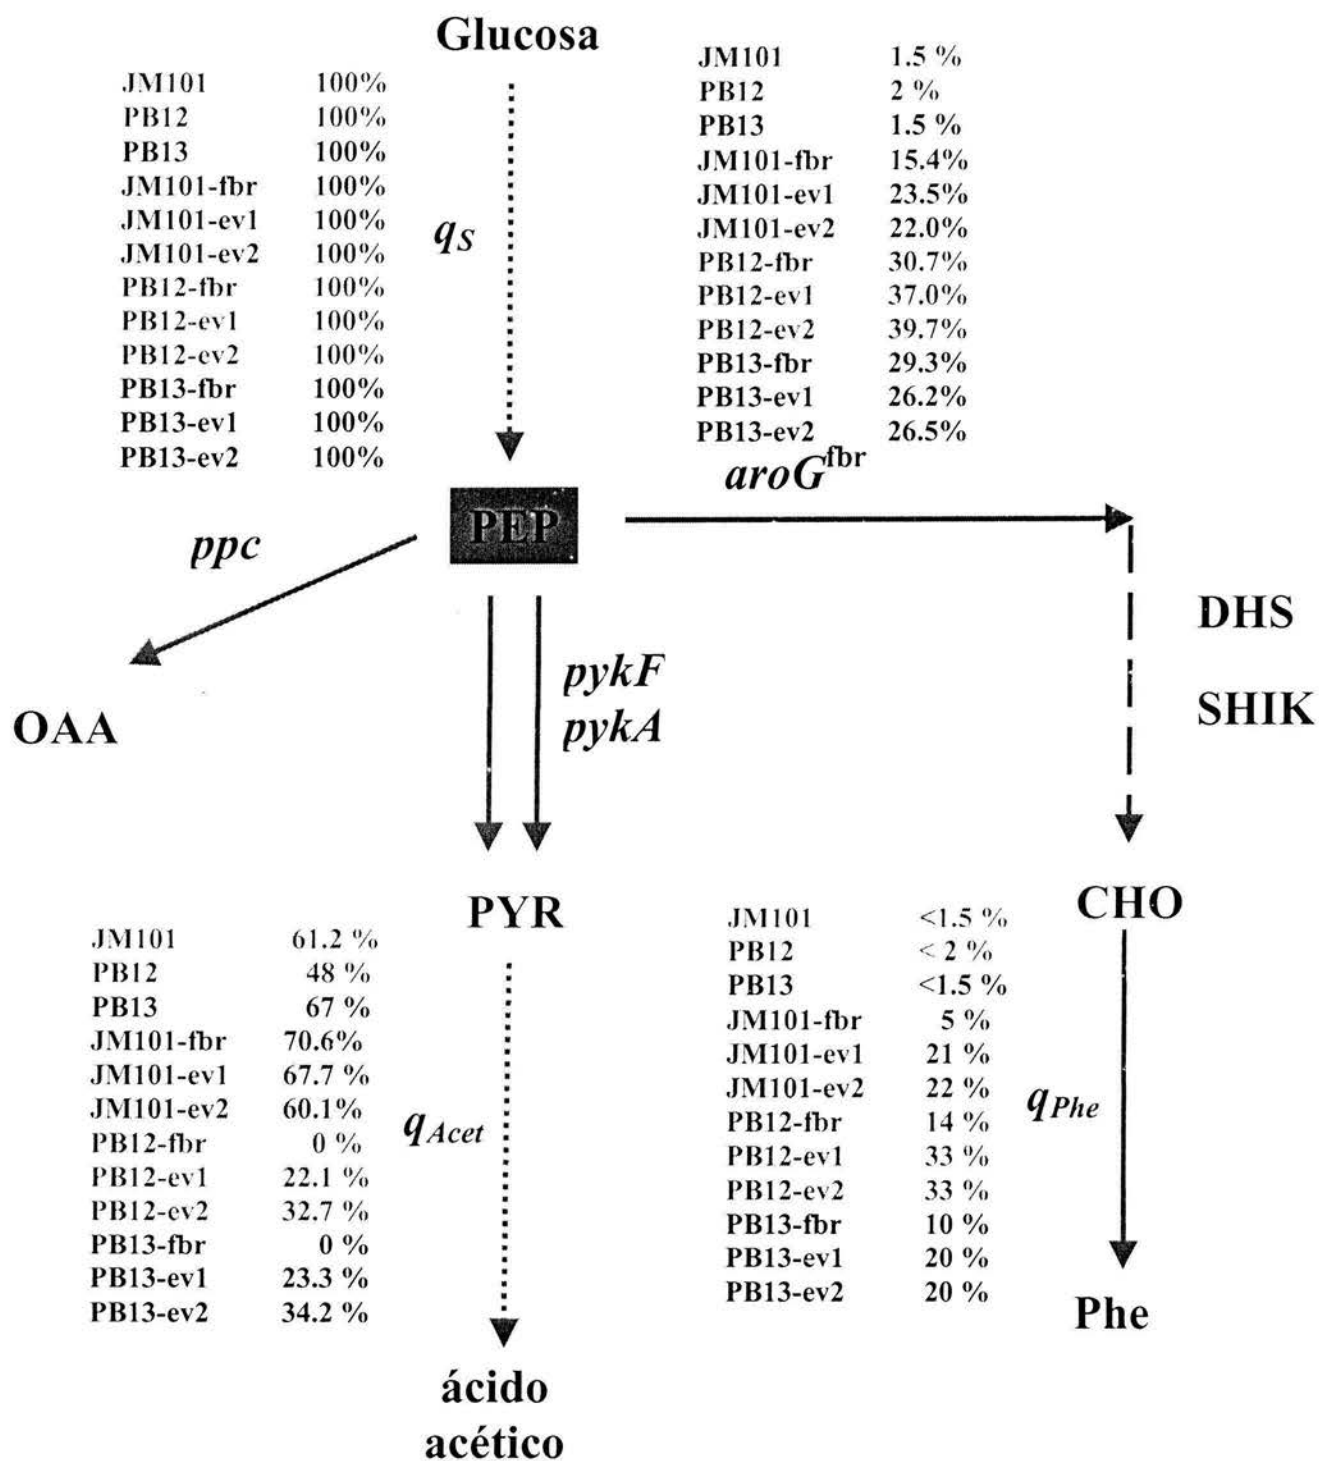 Glucosa
JM101 100%
PB12 100%
PB13 100%
JM101-fbr 100%
JM101-ev1 100%
JM101-ev2 100%
PB12-fbr 100%
PB12-ev1 100%
PB12-ev2 100%
PB13-fbr 100%
PB13-ev1 100%
PB13-ev2 100%
qS
JM101 1.5 %
PB12 2 %
PB13 1.5 %
JM101-fbr 15.4%
JM101-ev1 23.5%
JM101-ev2 22.0%
PB12-fbr 30.7%
PB12-ev1 37.0%
PB12-ev2 39.7%
PB13-fbr 29.3%
PB13-ev1 26.2%
PB13-ev2 26.5%
aroG^fbr
PEP
ppc
OAA
pykF
pykA
DHS
SHIK
PYR
CHO
JM101 61.2 %
PB12 48 %
PB13 67 %
JM101-fbr 70.6%
JM101-ev1 67.7 %
JM101-ev2 60.1%
PB12-fbr 0 %
PB12-ev1 22.1 %
PB12-ev2 32.7 %
PB13-fbr 0 %
PB13-ev1 23.3 %
PB13-ev2 34.2 %
qAcet
JM101 <1.5 %
PB12 < 2 %
PB13 <1.5 %
JM101-fbr 5 %
JM101-ev1 21 %
JM101-ev2 22 %
PB12-fbr 14 %
PB12-ev1 33 %
PB12-ev2 33 %
PB13-fbr 10 %
PB13-ev1 20 %
PB13-ev2 20 %
qPhe
Phe
ácido
acético